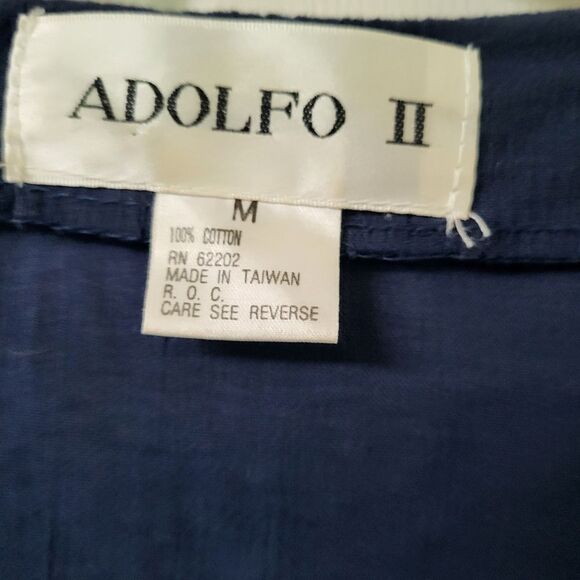 ADOLFO II
M
100% COTTON
RN 62202
MADE IN TAIWAN
R. O. C.
CARE SEE REVERSE